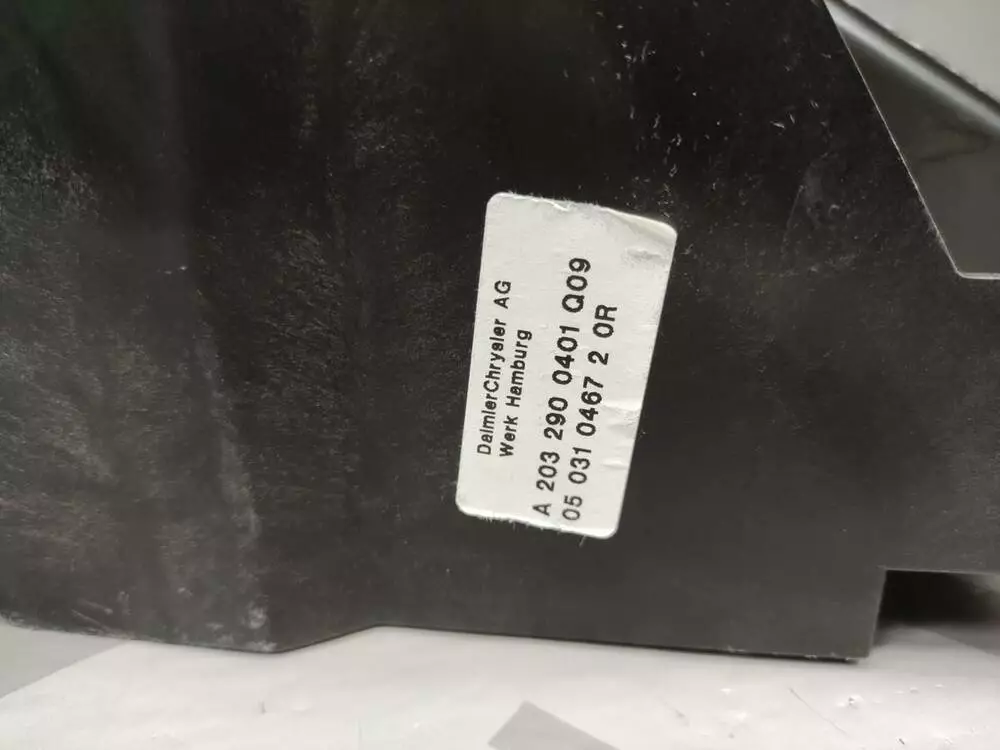 DaimlerChrysler AG
Werk Hamburg
A 203 290 0401 Q09
05 031 0467 2 0R